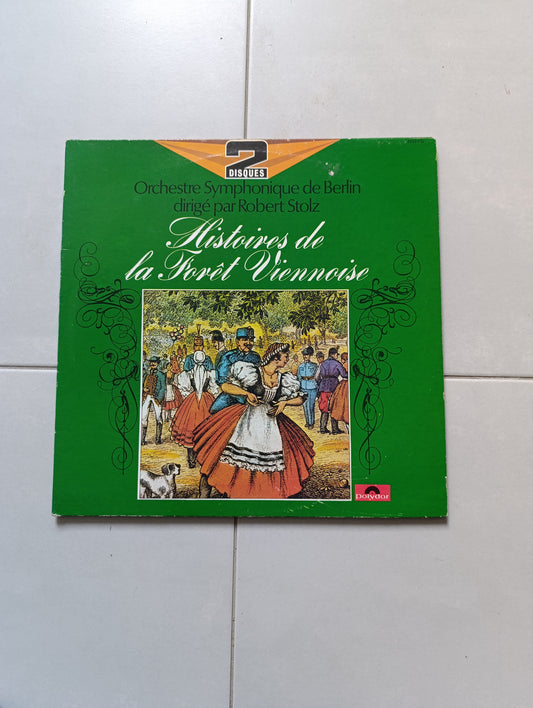 2
DISQUES
Orchestre Symphonique de Berlin
dirigé par Robert Stolz
Histoires de
la Forêt Viennoise
Polydor